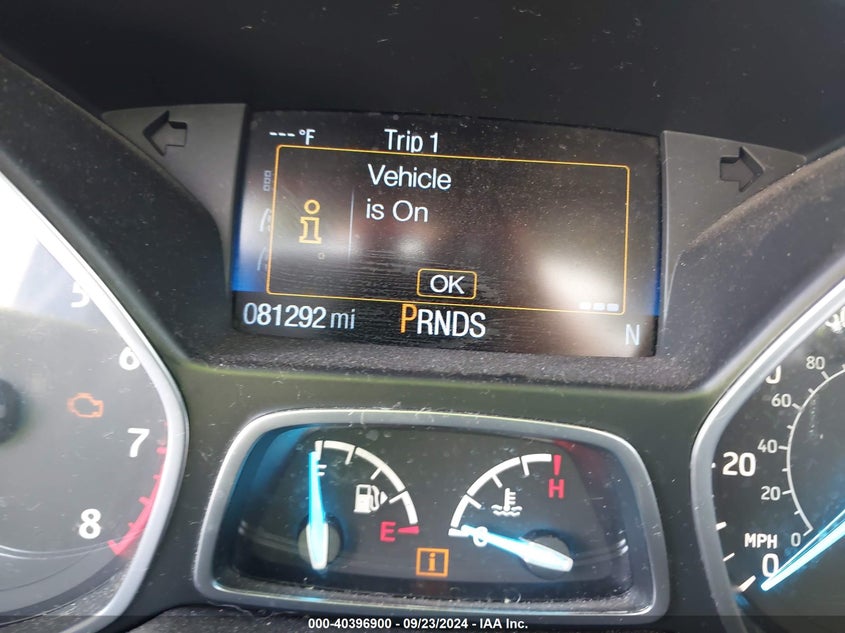 ---°F Trip 1
Vehicle
is On
OK
081292 mi PRNDS N
5
6
7
8
F
E
H
C
i
80
60
40
20
0
20
0
MPH
000-40396900 - 09/23/2024 - IAA Inc.